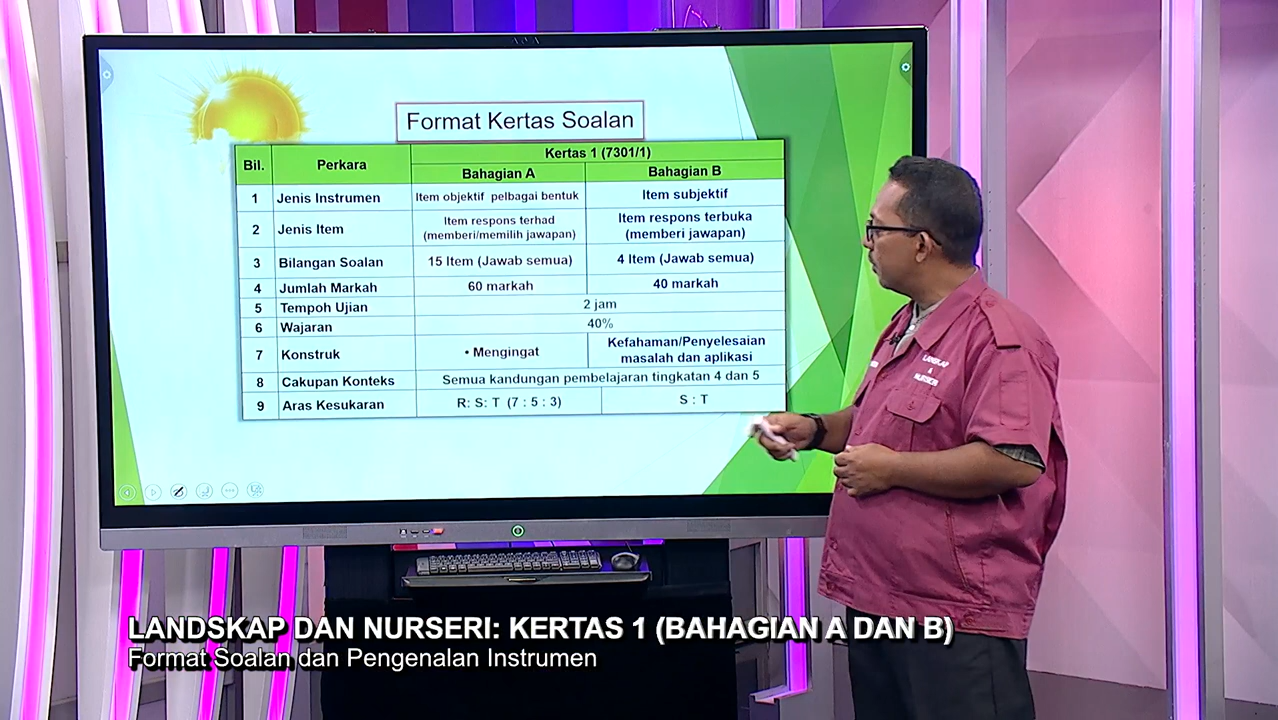 Format Kertas Soalan
Bil. Perkara Kertas 1 (7301/1)
Bahagian A Bahagian B
1 Jenis Instrumen Item objektif pelbagai bentuk Item subjektif
2 Jenis Item Item respons terhad (memberi/memilih jawapan) Item respons terbuka (memberi jawapan)
3 Bilangan Soalan 15 Item (Jawab semua) 4 Item (Jawab semua)
4 Jumlah Markah 60 markah 40 markah
5 Tempoh Ujian 2 jam
6 Wajaran 40%
7 Konstruk • Mengingat Kefahaman/Penyelesaian masalah dan aplikasi
8 Cakupan Konteks Semua kandungan pembelajaran tingkatan 4 dan 5
9 Aras Kesukaran R: S: T (7 : 5 : 3) S : T
LANDSKAP
&
NURSERI
LANDSKAP DAN NURSERI: KERTAS 1 (BAHAGIAN A DAN B)
Format Soalan dan Pengenalan Instrumen